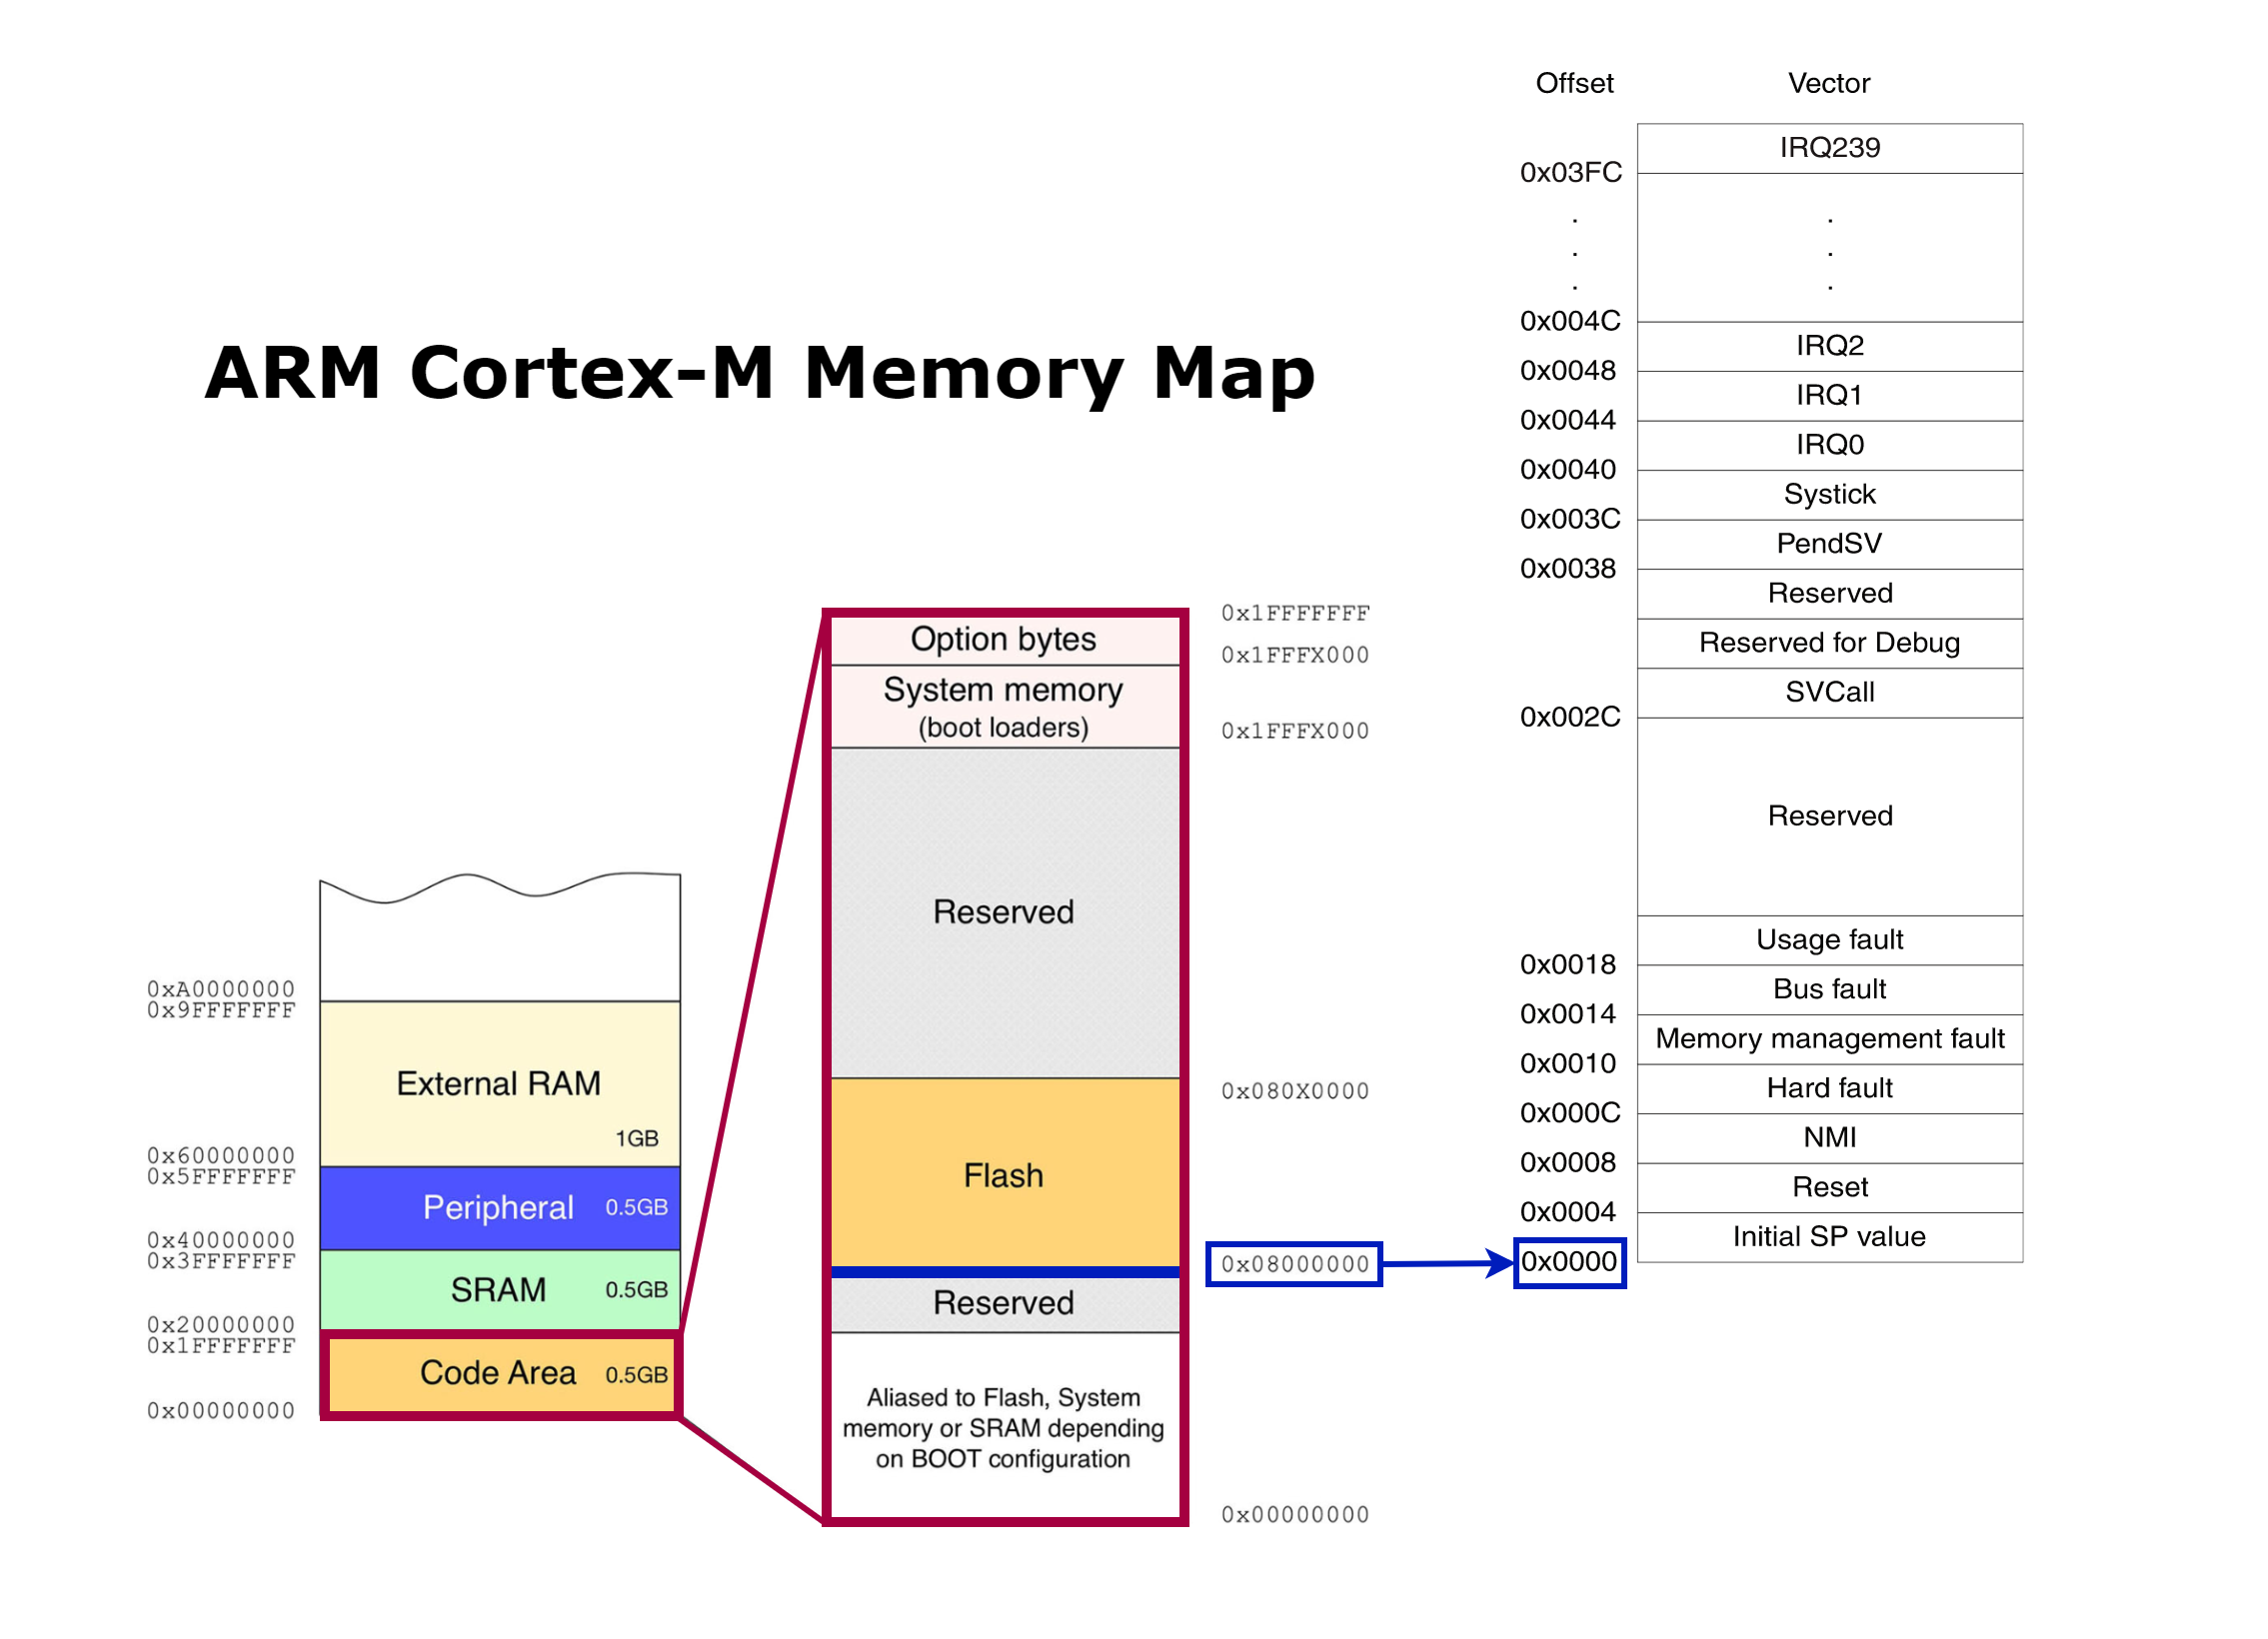 ARM Cortex-M Memory Map
0xA0000000
0x9FFFFFFF
External RAM
1GB
0x60000000
0x5FFFFFFF
Peripheral 0.5GB
0x40000000
0x3FFFFFFF
SRAM 0.5GB
0x20000000
0x1FFFFFFF
Code Area 0.5GB
0x00000000
0x1FFFFFFF
Option bytes
0x1FFFX000
System memory
(boot loaders)
0x1FFFX000
Reserved
0x080X0000
Flash
0x08000000
Reserved
Aliased to Flash, System
memory or SRAM depending
on BOOT configuration
0x00000000
Offset Vector
IRQ239
0x03FC
. .
. .
. .
0x004C
IRQ2
0x0048
IRQ1
0x0044
IRQ0
0x0040
Systick
0x003C
PendSV
0x0038
Reserved
Reserved for Debug
SVCall
0x002C
Reserved
Usage fault
0x0018
Bus fault
0x0014
Memory management fault
0x0010
Hard fault
0x000C
NMI
0x0008
Reset
0x0004
Initial SP value
0x0000